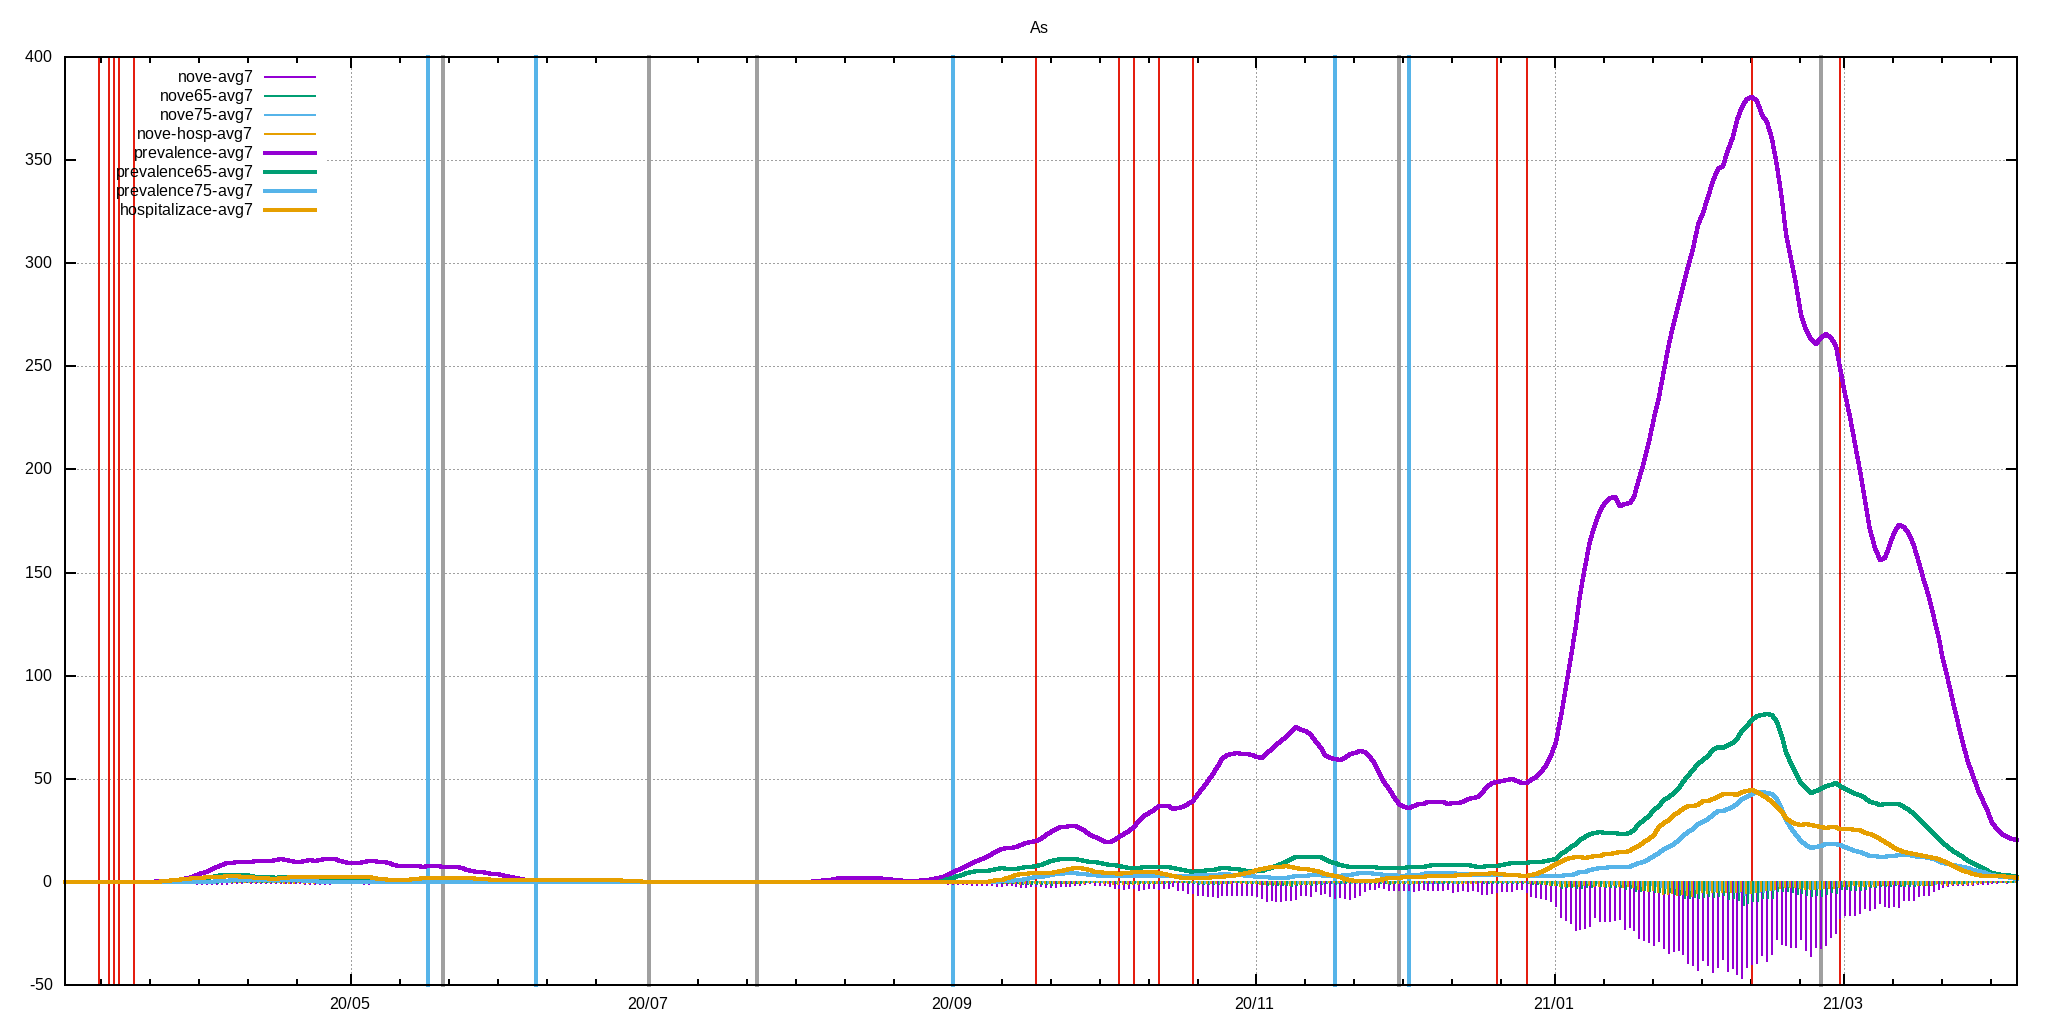 As
400
350
300
250
200
150
100
50
0
-50
nove-avg7
nove65-avg7
nove75-avg7
nove-hosp-avg7
prevalence-avg7
prevalence65-avg7
prevalence75-avg7
hospitalizace-avg7
20/05 20/07 20/09 20/11 21/01 21/03